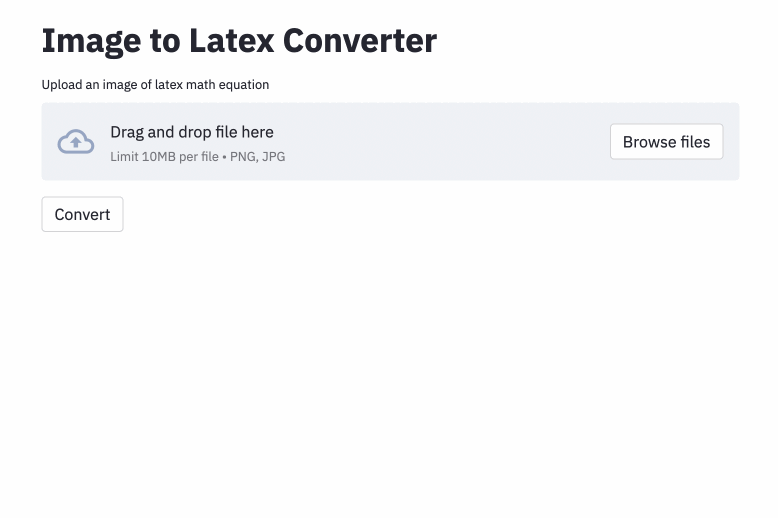 Image to Latex Converter
Upload an image of latex math equation
Drag and drop file here
Browse files
Limit 10MB per file • PNG, JPG
Convert